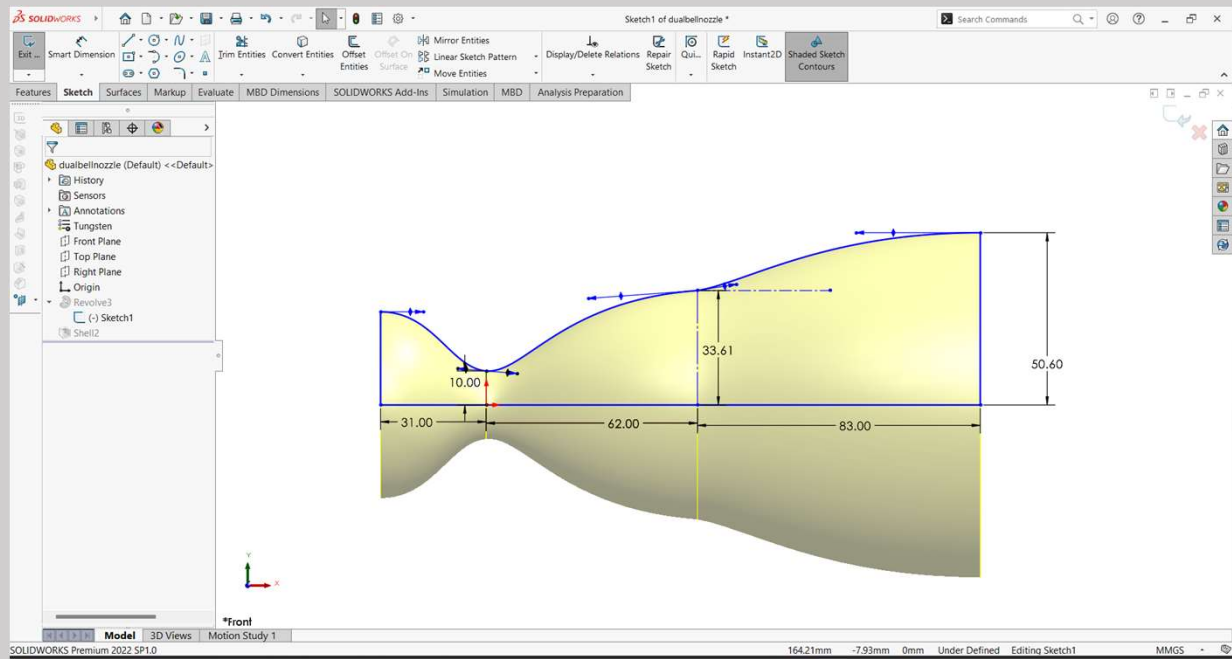 SOLIDWORKS
Sketch1 of dualbellnozzle *
Search Commands
Exit ...
Smart Dimension
Trim Entities
Convert Entities
Offset Entities
Offset On Surface
Mirror Entities
Linear Sketch Pattern
Move Entities
Display/Delete Relations
Repair Sketch
Qui...
Rapid Sketch
Instant2D
Shaded Sketch Contours
Features Sketch Surfaces Markup Evaluate MBD Dimensions SOLIDWORKS Add-Ins Simulation MBD Analysis Preparation
dualbellnozzle (Default) <<Default>
History
Sensors
Annotations
Tungsten
Front Plane
Top Plane
Right Plane
Origin
Revolve3
(-) Sketch1
Shell2
33.61
50.60
10.00
31.00
62.00
83.00
Y
X
*Front
Model 3D Views Motion Study 1
SOLIDWORKS Premium 2022 SP1.0
164.21mm -7.93mm 0mm Under Defined Editing Sketch1 MMGS